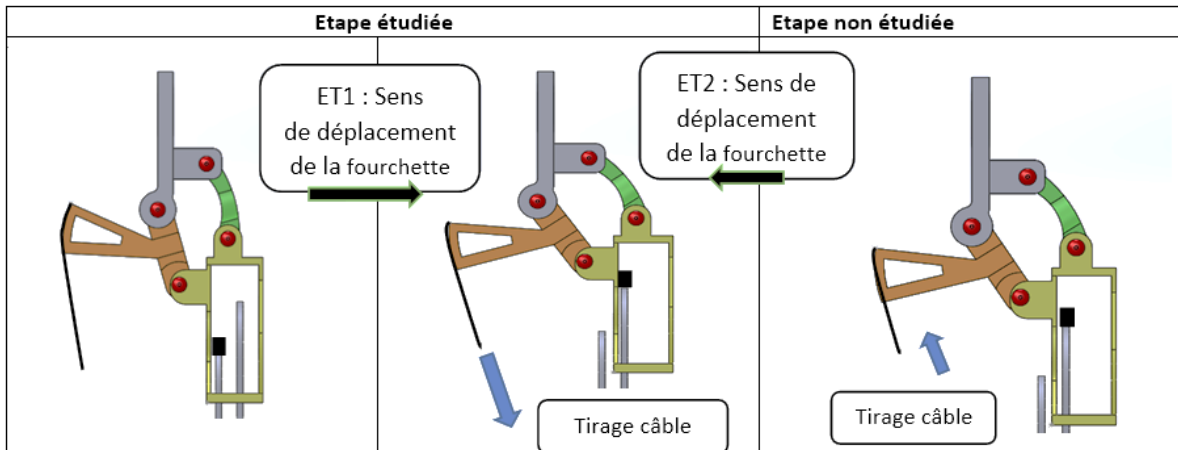 Etape étudiée
Etape non étudiée
ET1 : Sens
de déplacement
de la fourchette
ET2 : Sens de
déplacement
de la fourchette
Tirage câble
Tirage câble